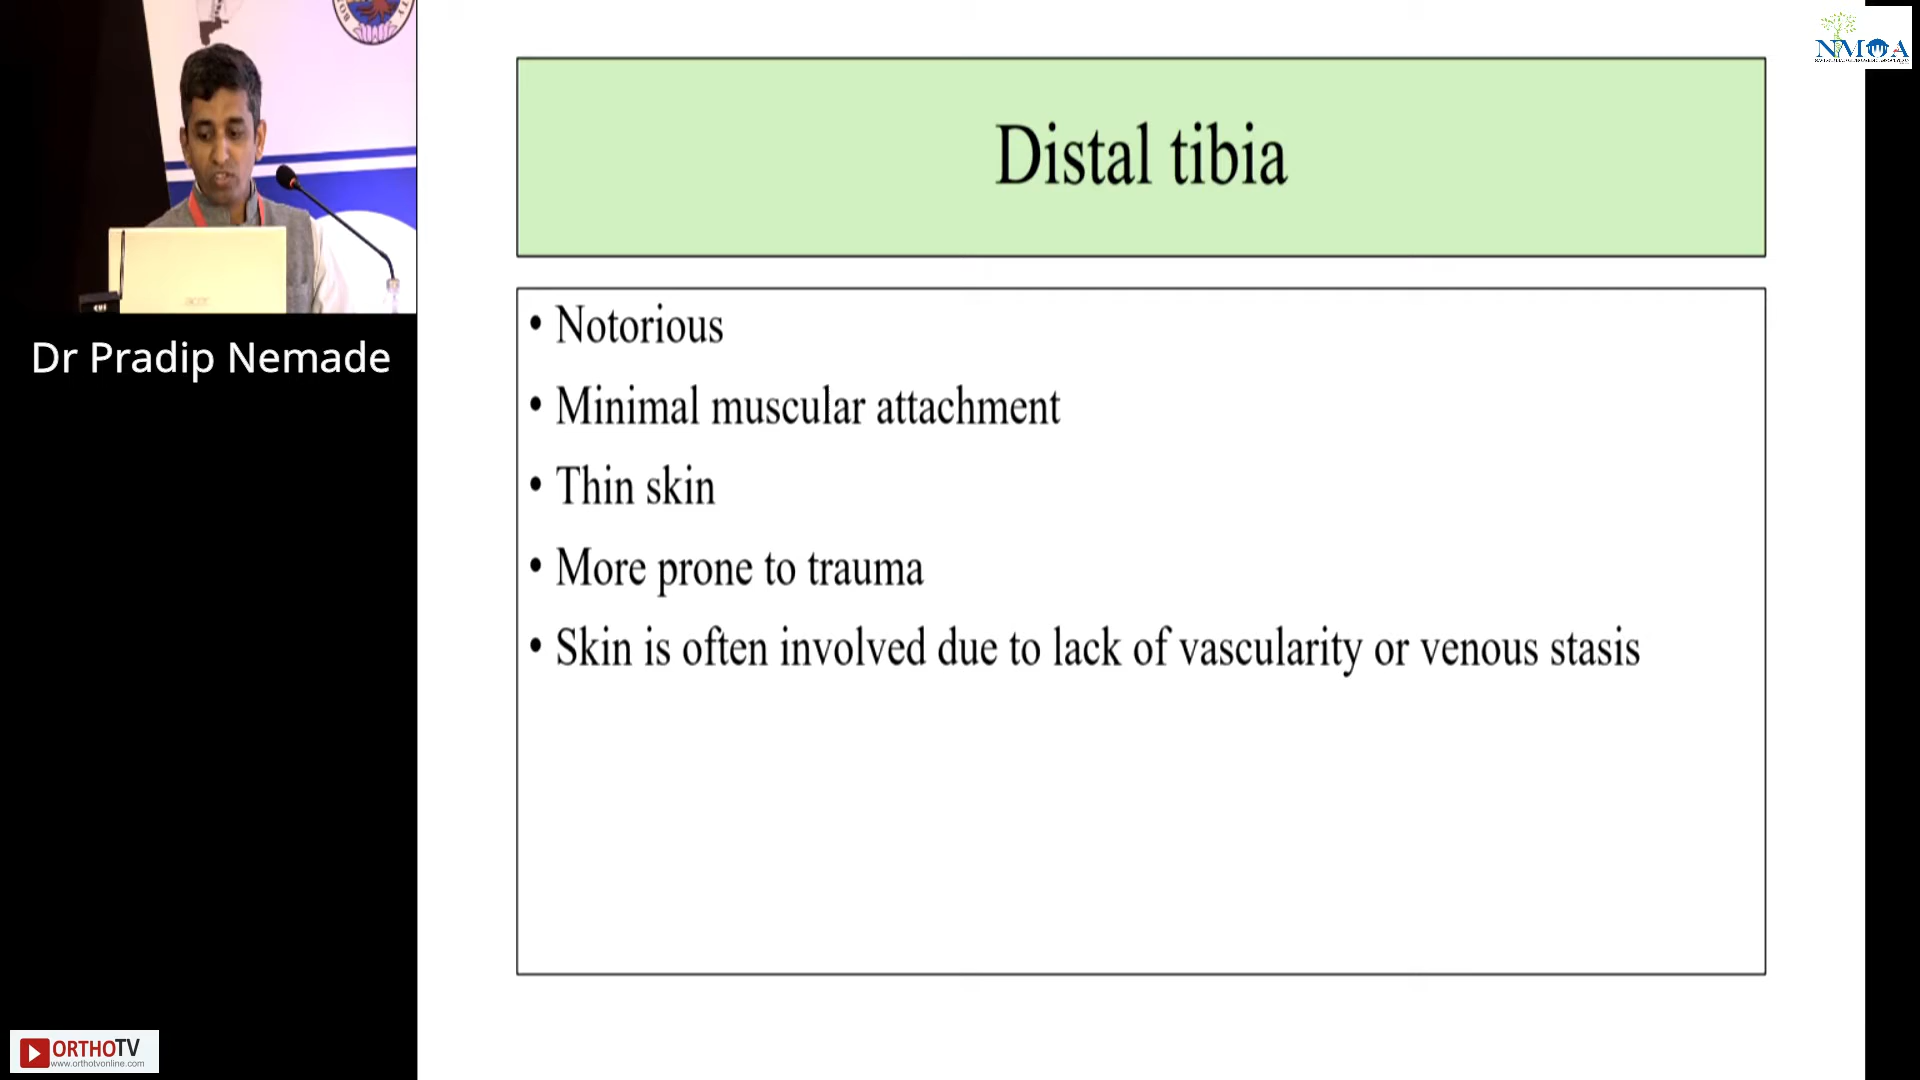 NMOA
Distal tibia
• Notorious
• Minimal muscular attachment
• Thin skin
• More prone to trauma
• Skin is often involved due to lack of vascularity or venous stasis
acer
Dr Pradip Nemade
ORTHOTV
www.orthotvonline.com